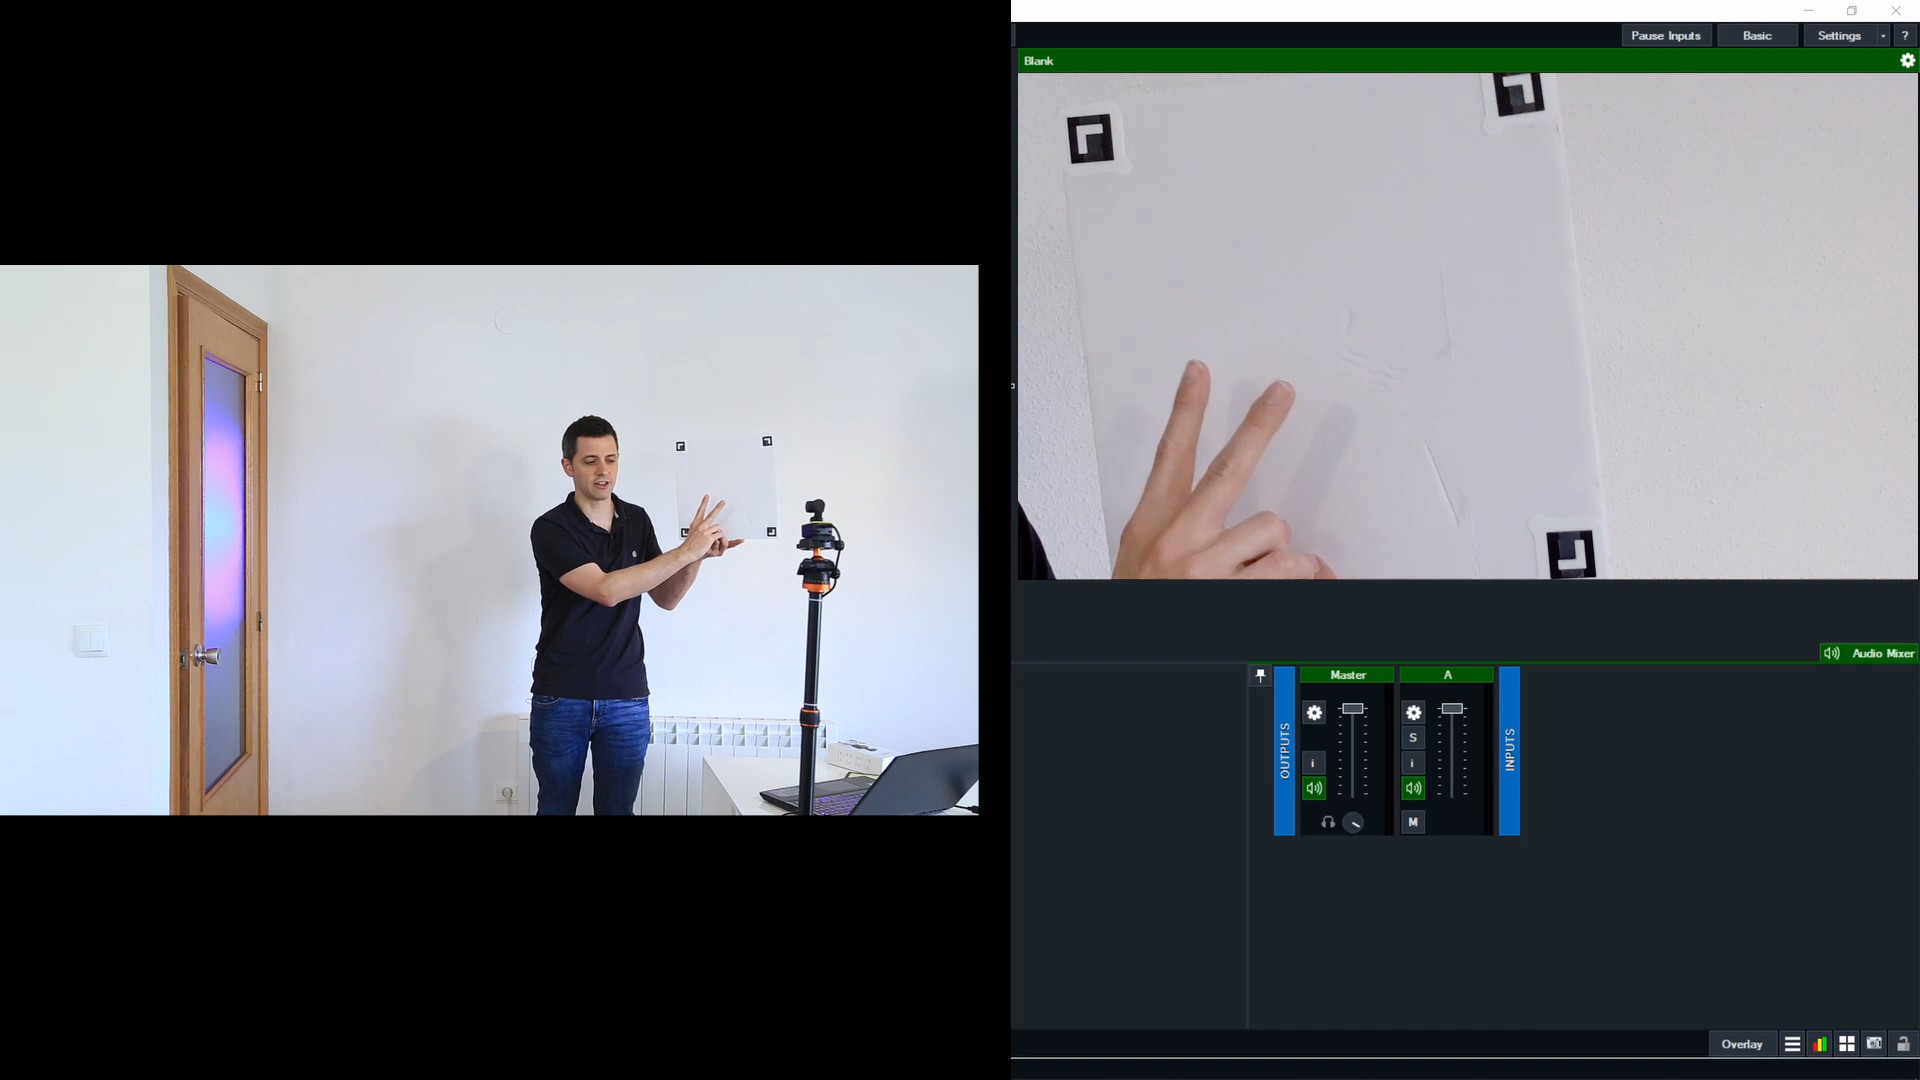 Pause Inputs Basic Settings ?
Blank
Audio Mixer
OUTPUTS
Master
A
INPUTS
S
i
i
M
Overlay